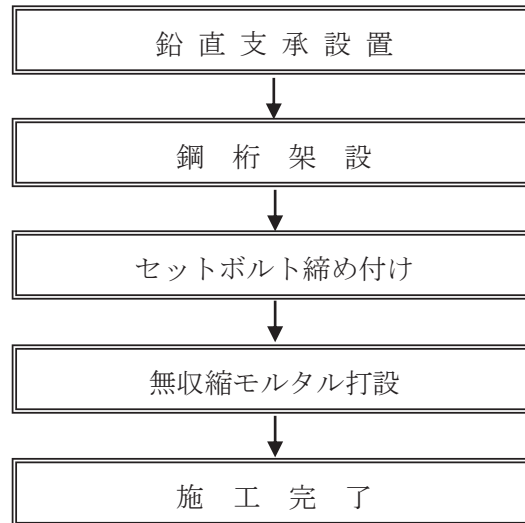 鉛直支承設置
鋼桁架設
セットボルト締め付け
無収縮モルタル打設
施工完了